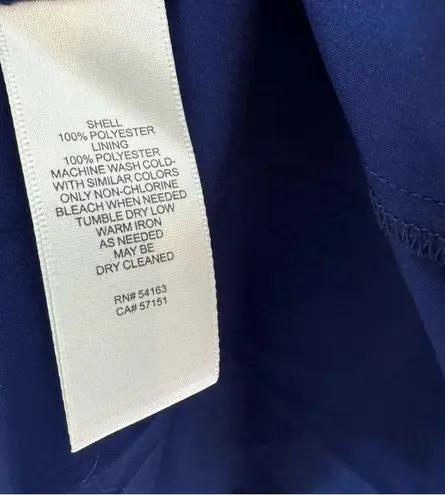 SHELL
100% POLYESTER
LINING
100% POLYESTER
MACHINE WASH COLD-
WITH SIMILAR COLORS
ONLY NON-CHLORINE
BLEACH WHEN NEEDED
TUMBLE DRY LOW
WARM IRON
AS NEEDED
MAY BE
DRY CLEANED
RN# 54163
CA# 57151